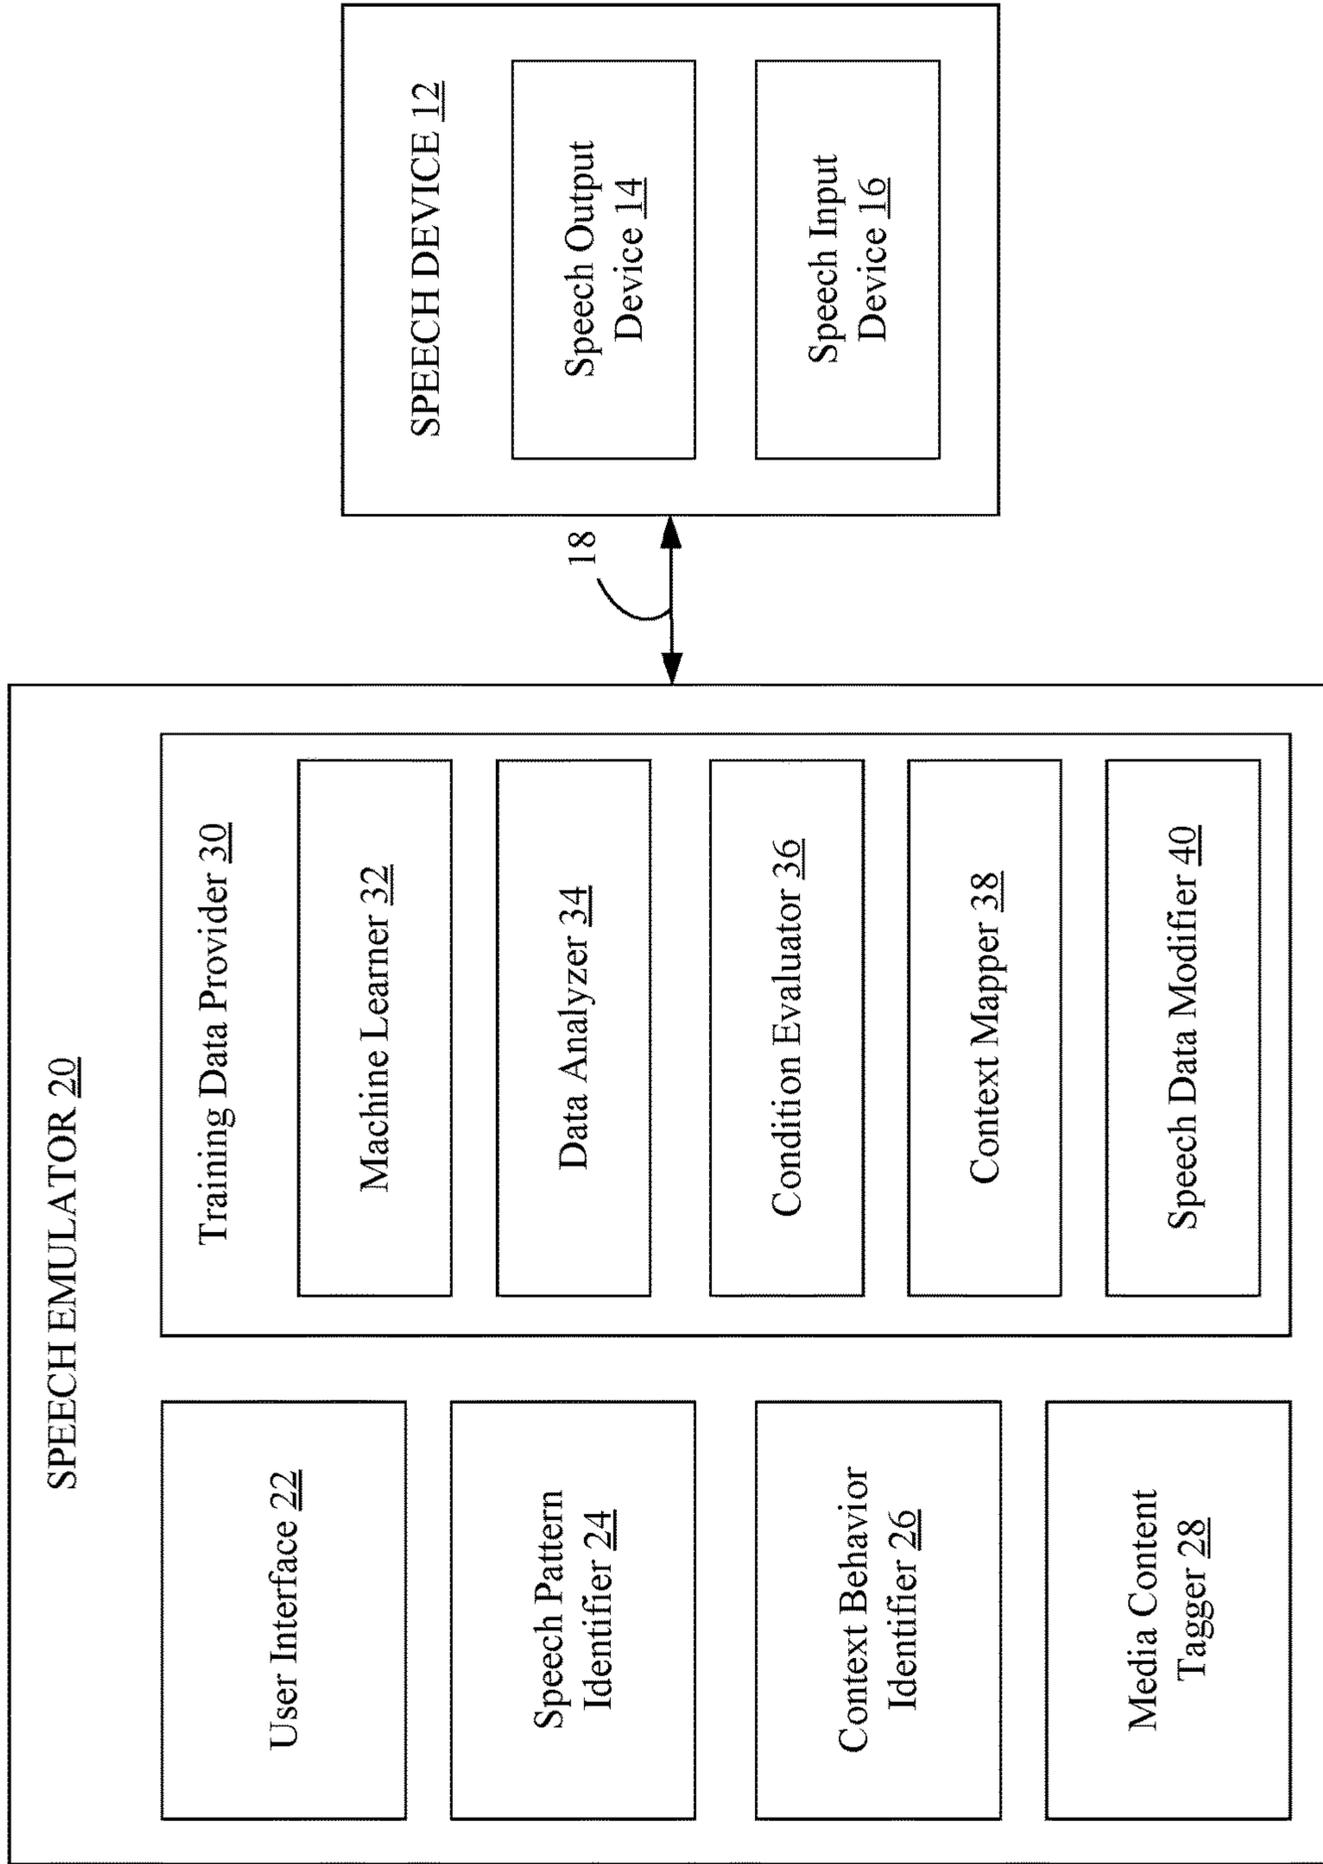 SPEECH EMULATOR 20
User Interface 22
Speech Pattern
Identifier 24
Context Behavior
Identifier 26
Media Content
Tagger 28
Training Data Provider 30
Machine Learner 32
Data Analyzer 34
Condition Evaluator 36
Context Mapper 38
Speech Data Modifier 40
18
SPEECH DEVICE 12
Speech Output
Device 14
Speech Input
Device 16